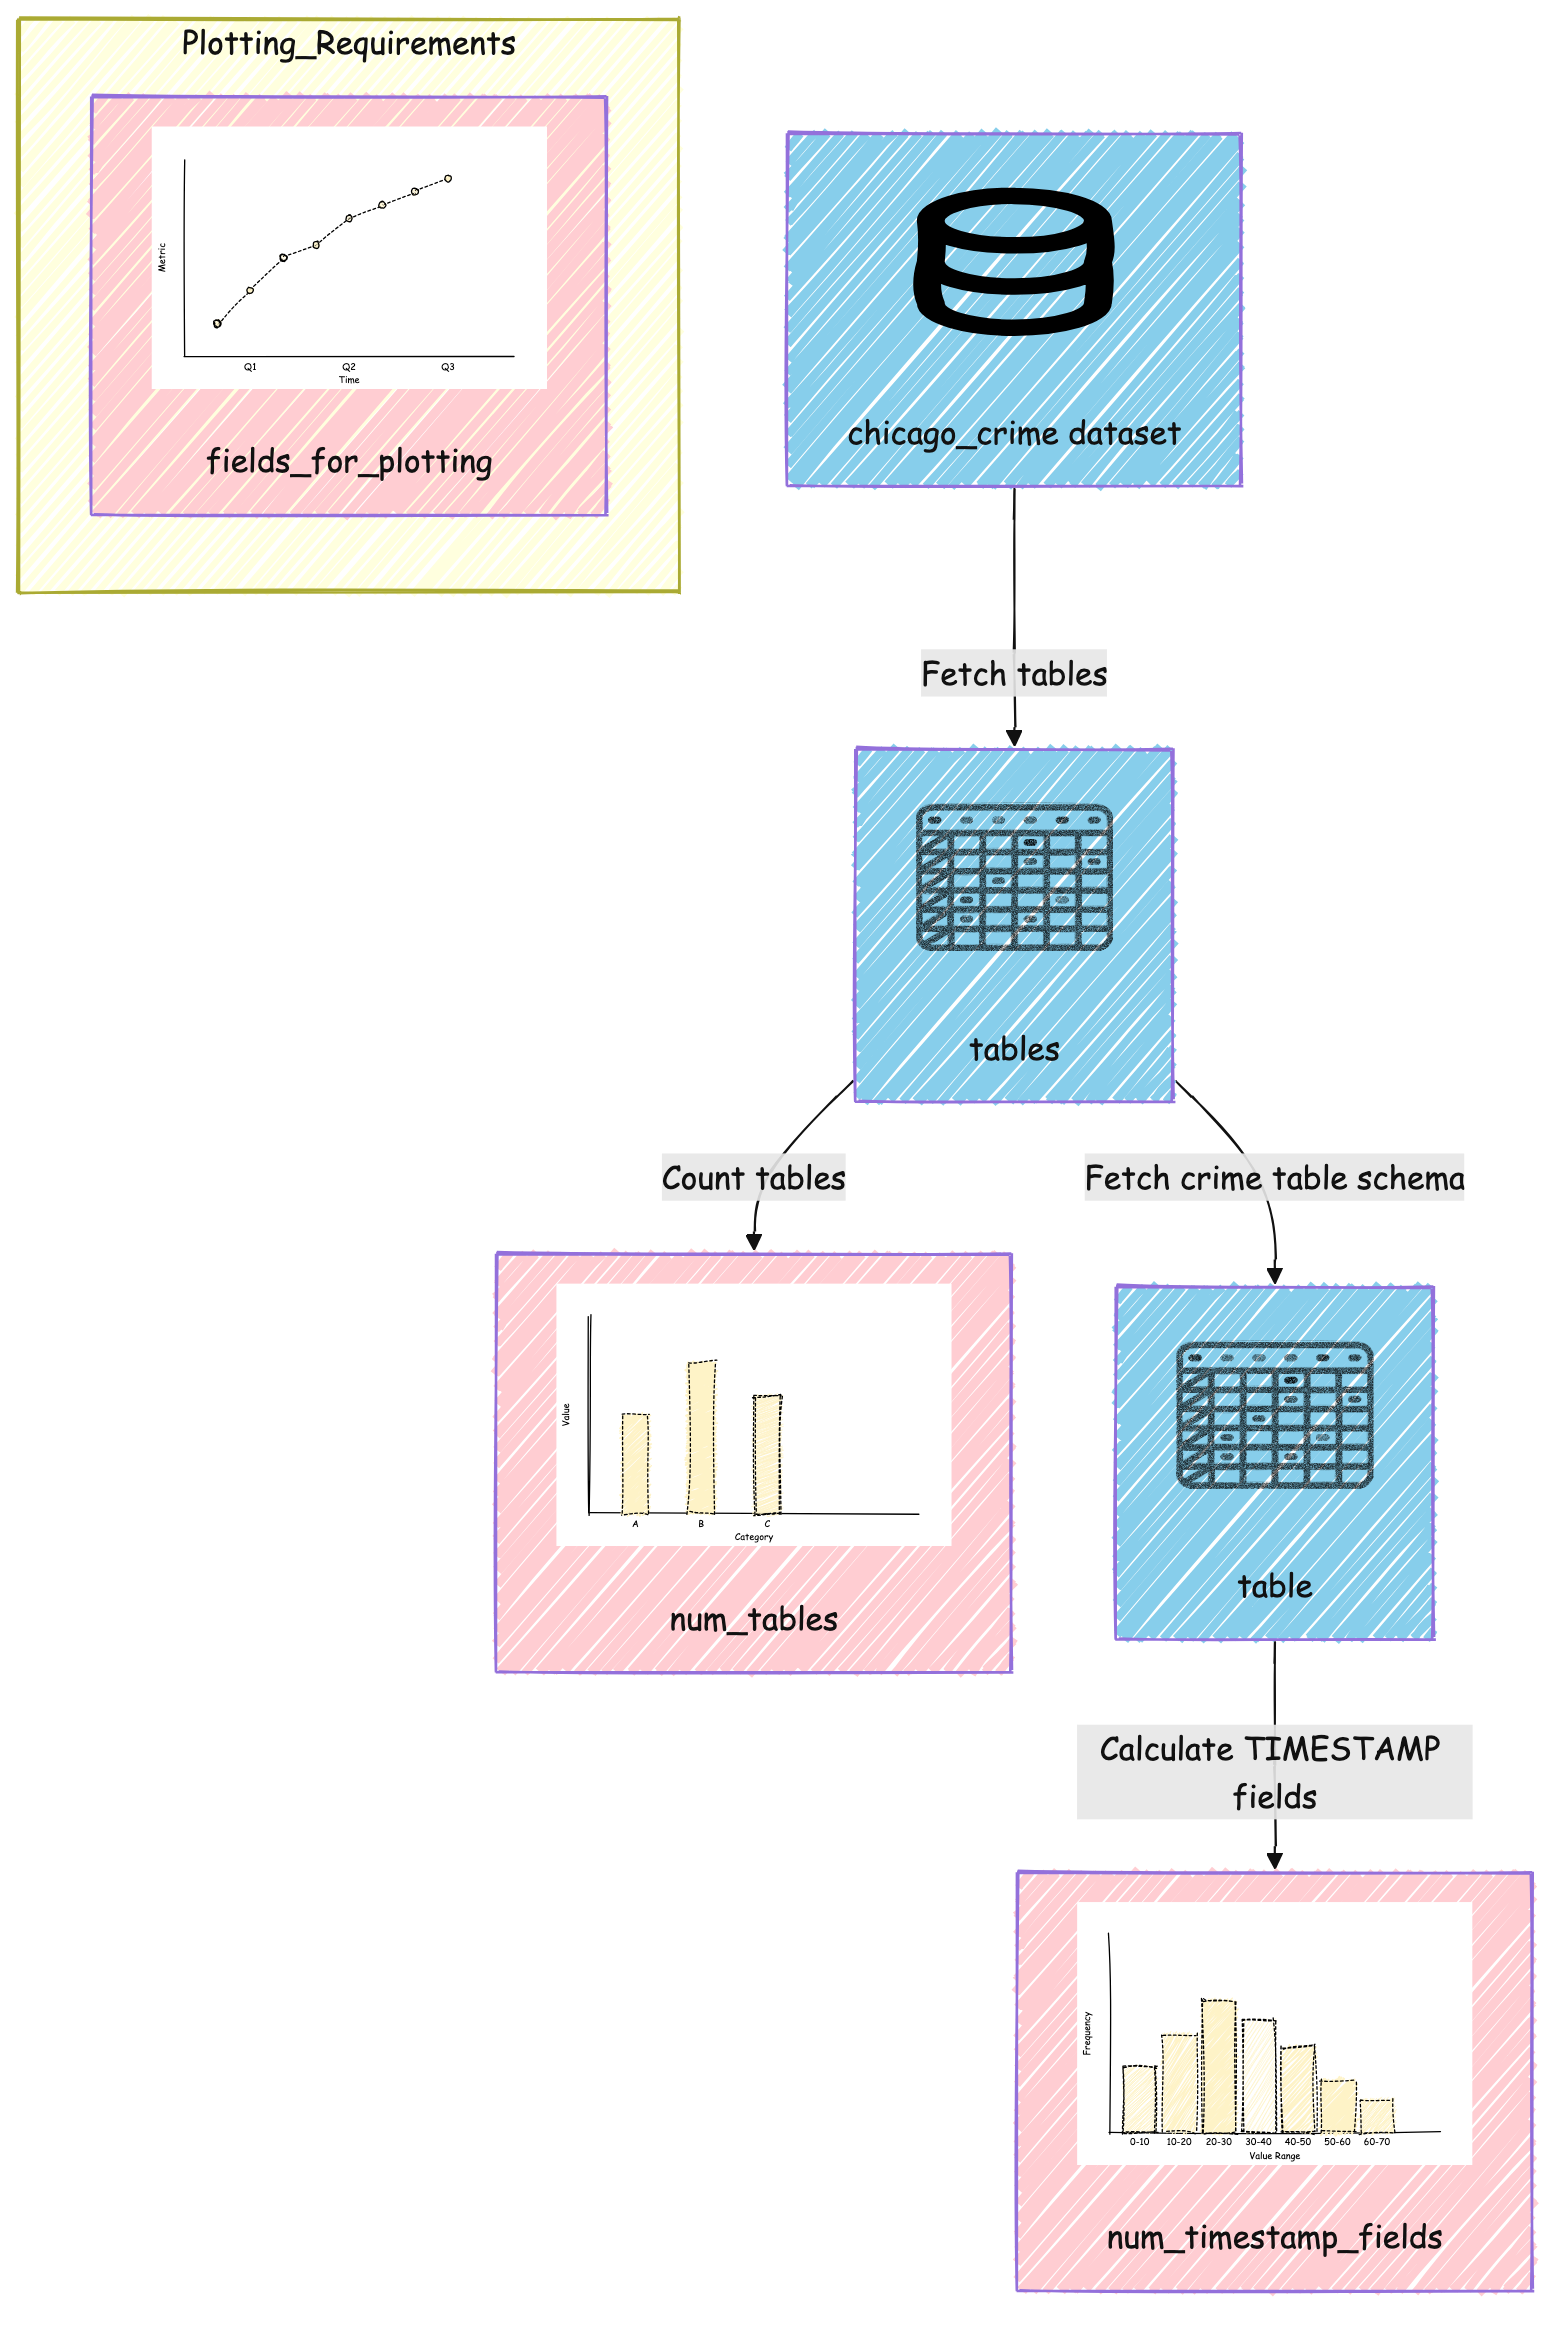 Plotting_Requirements
Metric
Q1 Q2 Q3
Time
fields_for_plotting
chicago_crime dataset
Fetch tables
tables
Count tables
Fetch crime table schema
Value
A B C
Category
num_tables
table
Calculate TIMESTAMP
fields
Frequency
0-10 10-20 20-30 30-40 40-50 50-60 60-70
Value Range
num_timestamp_fields